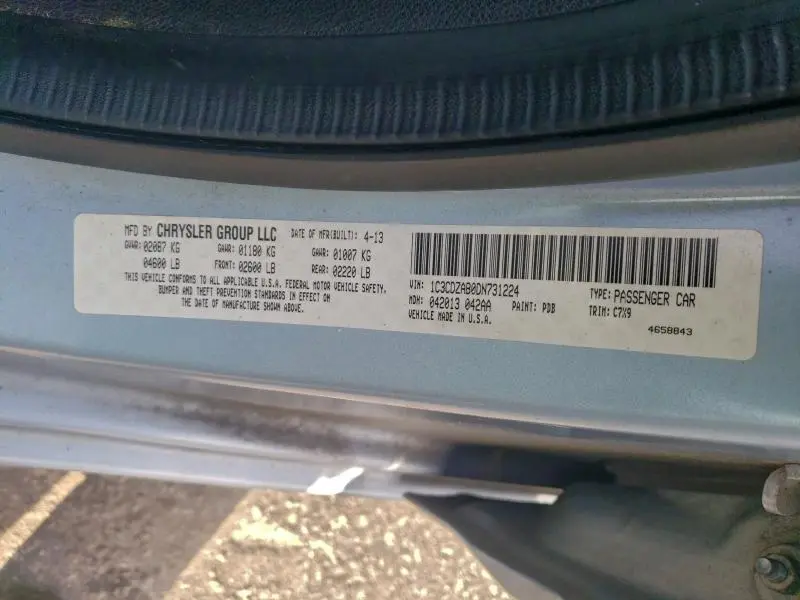 MFD BY CHRYSLER GROUP LLC DATE OF MFR(BUILT): 4-13
GVWR: 02087 KG GAWR: 01180 KG GAWR: 01007 KG
04600 LB FRONT: 02600 LB REAR: 02220 LB
THIS VEHICLE CONFORMS TO ALL APPLICABLE U.S.A. FEDERAL MOTOR VEHICLE SAFETY,
BUMPER AND THEFT PREVENTION STANDARDS IN EFFECT ON
THE DATE OF MANUFACTURE SHOWN ABOVE.
VIN: 1C3CDZAB0DN731224 TYPE: PASSENGER CAR
MDH: 042013 042AA PAINT: PDB TRIM: C7X9
VEHICLE MADE IN U.S.A.
4658843